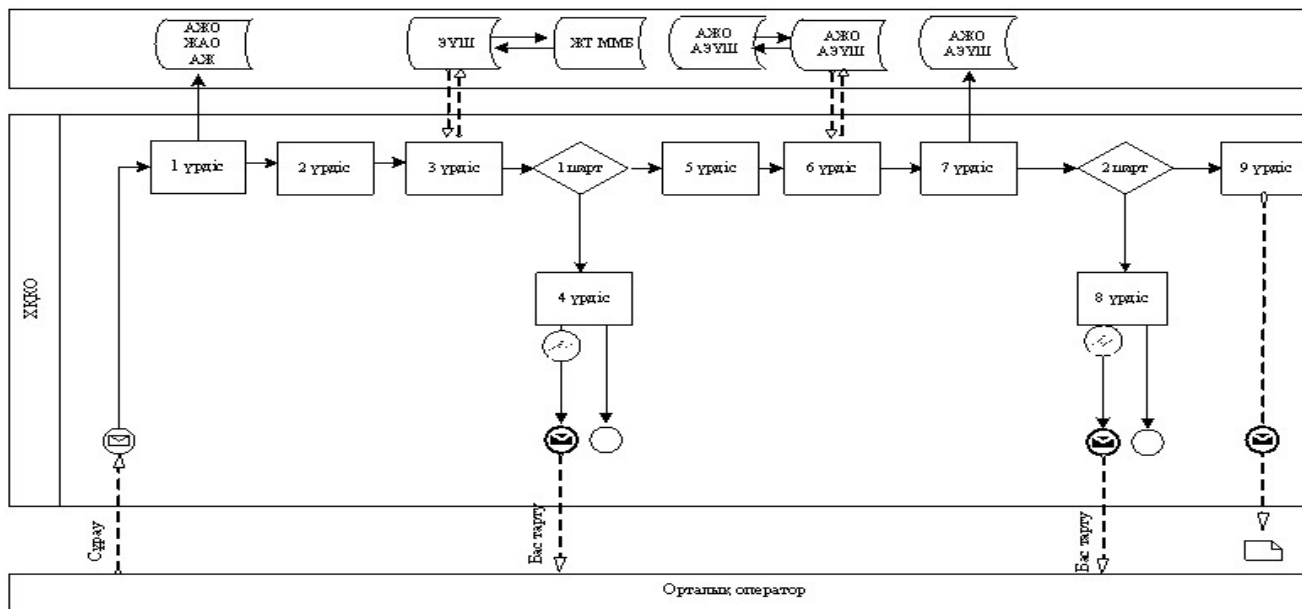 АЖО
ЖАО
АЖ
ЭҮШ
ЖТ ММБ
АЖО
АЭҮШ
АЖО
АЭҮШ
АЖО
АЭҮШ
ХҚКО
1 үрдіс
2 үрдіс
3 үрдіс
1 шарт
5 үрдіс
6 үрдіс
7 үрдіс
2 шарт
9 үрдіс
4 үрдіс
8 үрдіс
Сұрау
Бас тарту
Бас тарту
Орталық оператор